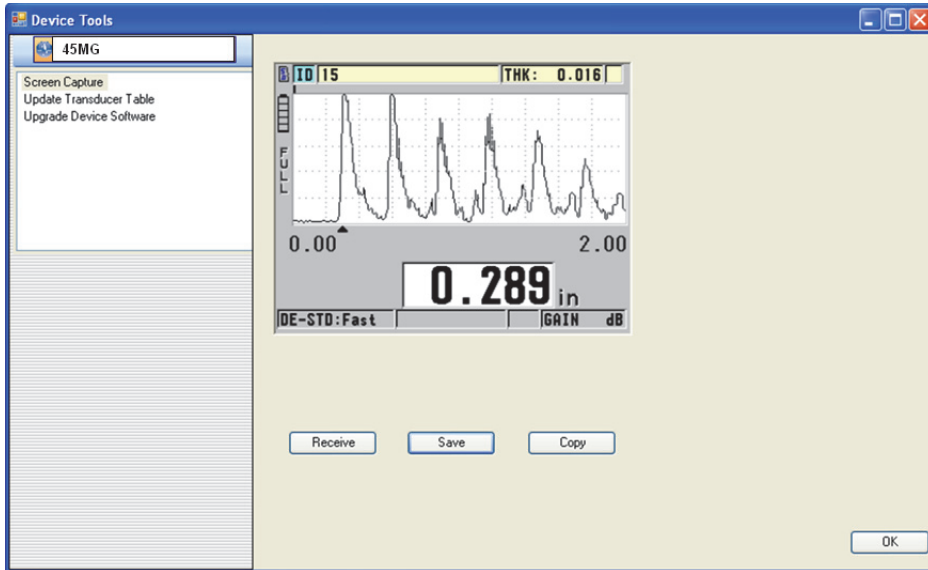 Device Tools
45MG
Screen Capture
Update Transducer Table
Upgrade Device Software
ID 15 THK: 0.016
FULL
0.00 2.00
0.289 in
DE-STD:Fast GAIN dB
Receive Save Copy
OK